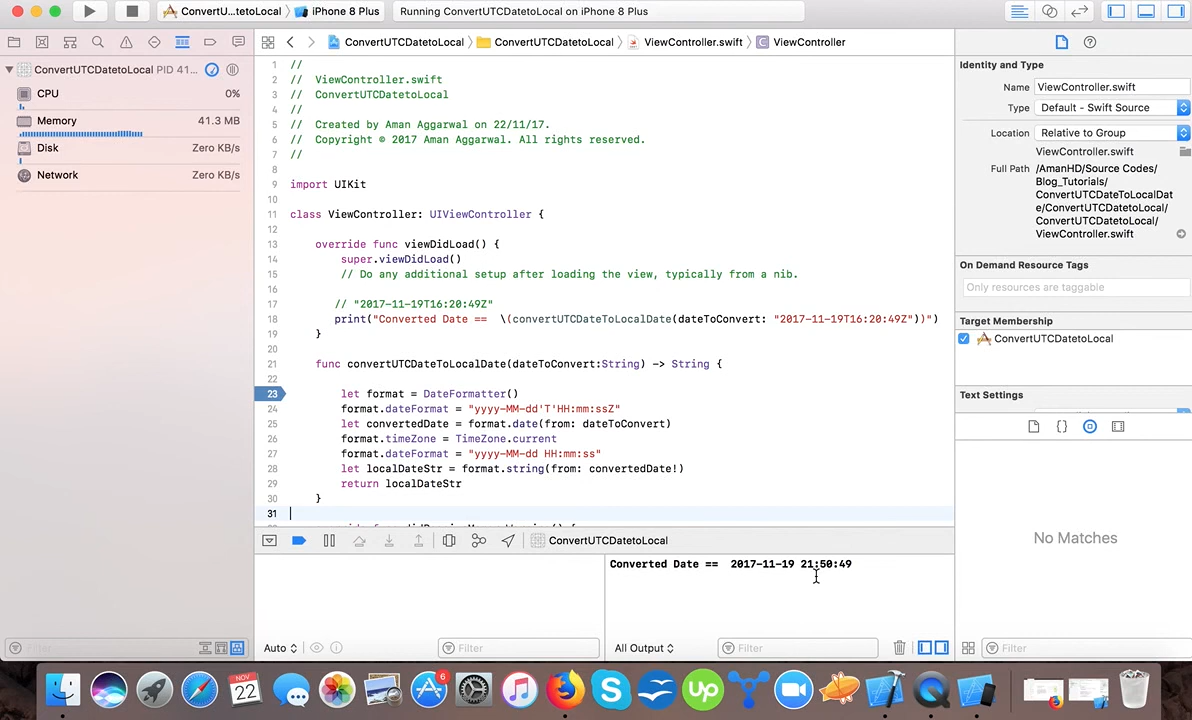 ConvertU...tetoLocal
iPhone 8 Plus
Running ConvertUTCDatetoLocal on iPhone 8 Plus
ConvertUTCDatetoLocal
ConvertUTCDatetoLocal
ViewController.swift
ViewController
ConvertUTCDatetoLocal PID 41...
CPU 0%
Memory 41.3 MB
Disk Zero KB/s
Network Zero KB/s
1 //
2 // ViewController.swift
3 // ConvertUTCDatetoLocal
4 //
5 // Created by Aman Aggarwal on 22/11/17.
6 // Copyright © 2017 Aman Aggarwal. All rights reserved.
7 //
8
9 import UIKit
10
11 class ViewController: UIViewController {
12
13 override func viewDidLoad() {
14 super.viewDidLoad()
15 // Do any additional setup after loading the view, typically from a nib.
16
17 // "2017-11-19T16:20:49Z"
18 print("Converted Date ==  \(convertUTCDateToLocalDate(dateToConvert: "2017-11-19T16:20:49Z"))")
19 }
20
21 func convertUTCDateToLocalDate(dateToConvert:String) -> String {
22
23 let format = DateFormatter()
24 format.dateFormat = "yyyy-MM-dd'T'HH:mm:ssZ"
25 let convertedDate = format.date(from: dateToConvert)
26 format.timeZone = TimeZone.current
27 format.dateFormat = "yyyy-MM-dd HH:mm:ss"
28 let localDateStr = format.string(from: convertedDate!)
29 return localDateStr
30 }
31
ConvertUTCDatetoLocal
Converted Date ==  2017-11-19 21:50:49
Auto
Filter
All Output
Filter
Filter
Identity and Type
Name ViewController.swift
Type Default - Swift Source
Location Relative to Group
ViewController.swift
Full Path /AmanHD/Source Codes/
Blog_Tutorials/
ConvertUTCDateToLocalDat
e/ConvertUTCDatetoLocal/
ConvertUTCDatetoLocal/
ViewController.swift
On Demand Resource Tags
Only resources are taggable
Target Membership
ConvertUTCDatetoLocal
Text Settings
No Matches
Filter
NOV
22
6
up